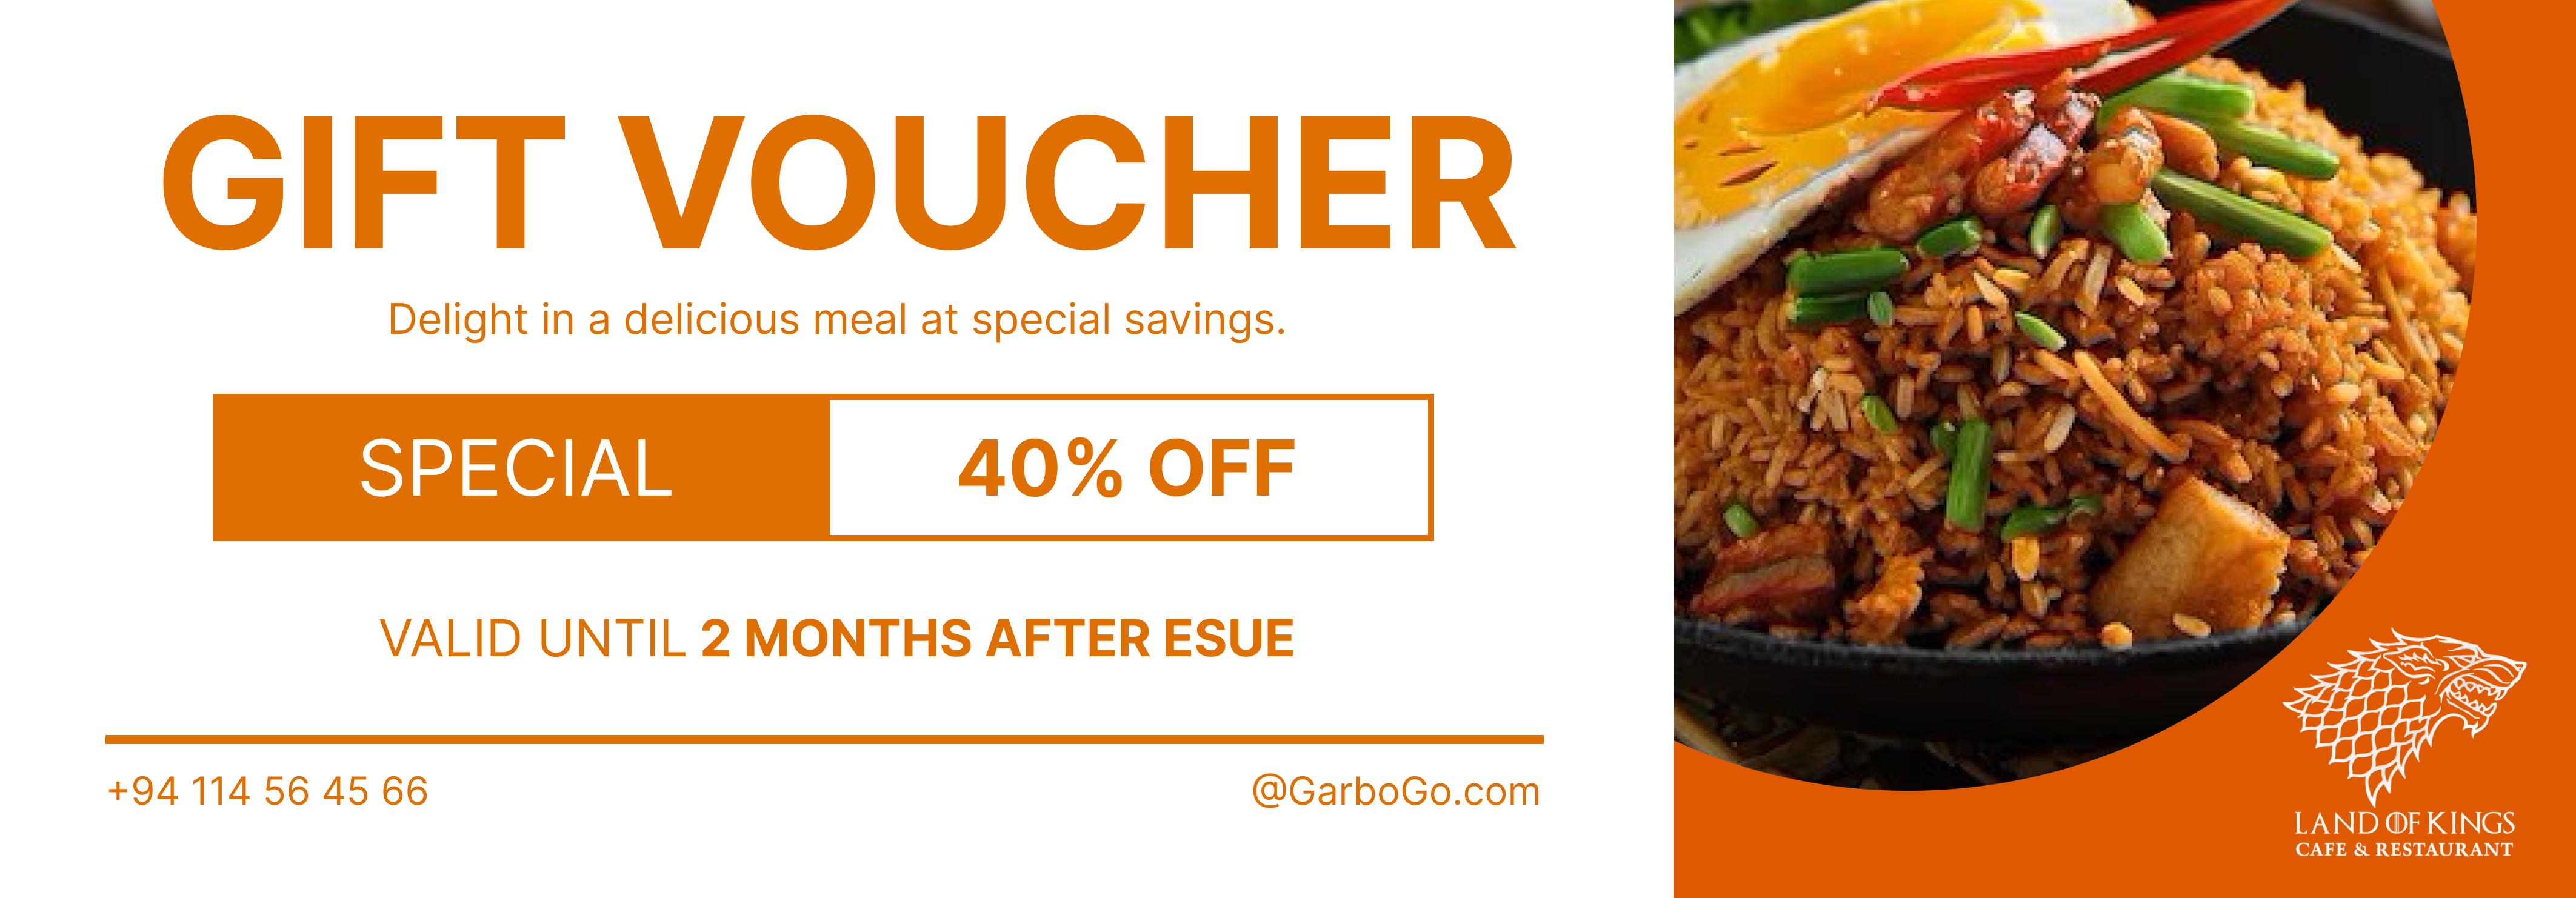 GIFT VOUCHER
Delight in a delicious meal at special savings.
SPECIAL
40% OFF
VALID UNTIL 2 MONTHS AFTER ESUE
+94 114 56 45 66
@GarboGo.com
LAND OF KINGS
CAFE & RESTAURANT